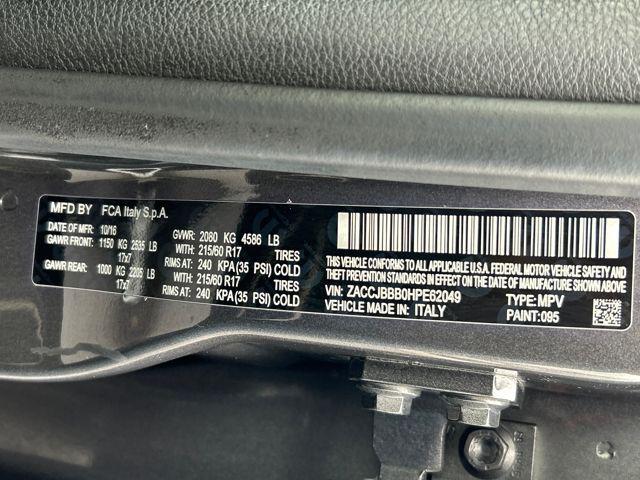 MFD BY FCA Italy S.p.A.
DATE OF MFR: 10/16 GVWR: 2080 KG 4586 LB
GAWR FRONT: 1150 KG 2535 LB WITH: 215/60 R17 TIRES
17x7 RIMS AT: 240 KPA(35 PSI) COLD
GAWR REAR: 1000 KG 2205 LB WITH: 215/60 R17 TIRES
17x7 RIMS AT: 240 KPA(35 PSI) COLD
THIS VEHICLE CONFORMS TO ALL APPLICABLE U.S.A. FEDERAL MOTOR VEHICLE SAFETY AND
THEFT PREVENTION STANDARDS IN EFFECT ON THE DATE OF MANUFACTURE SHOWN ABOVE
VIN: ZACCJBBB0HPE62049 TYPE: MPV
VEHICLE MADE IN: ITALY PAINT: 095